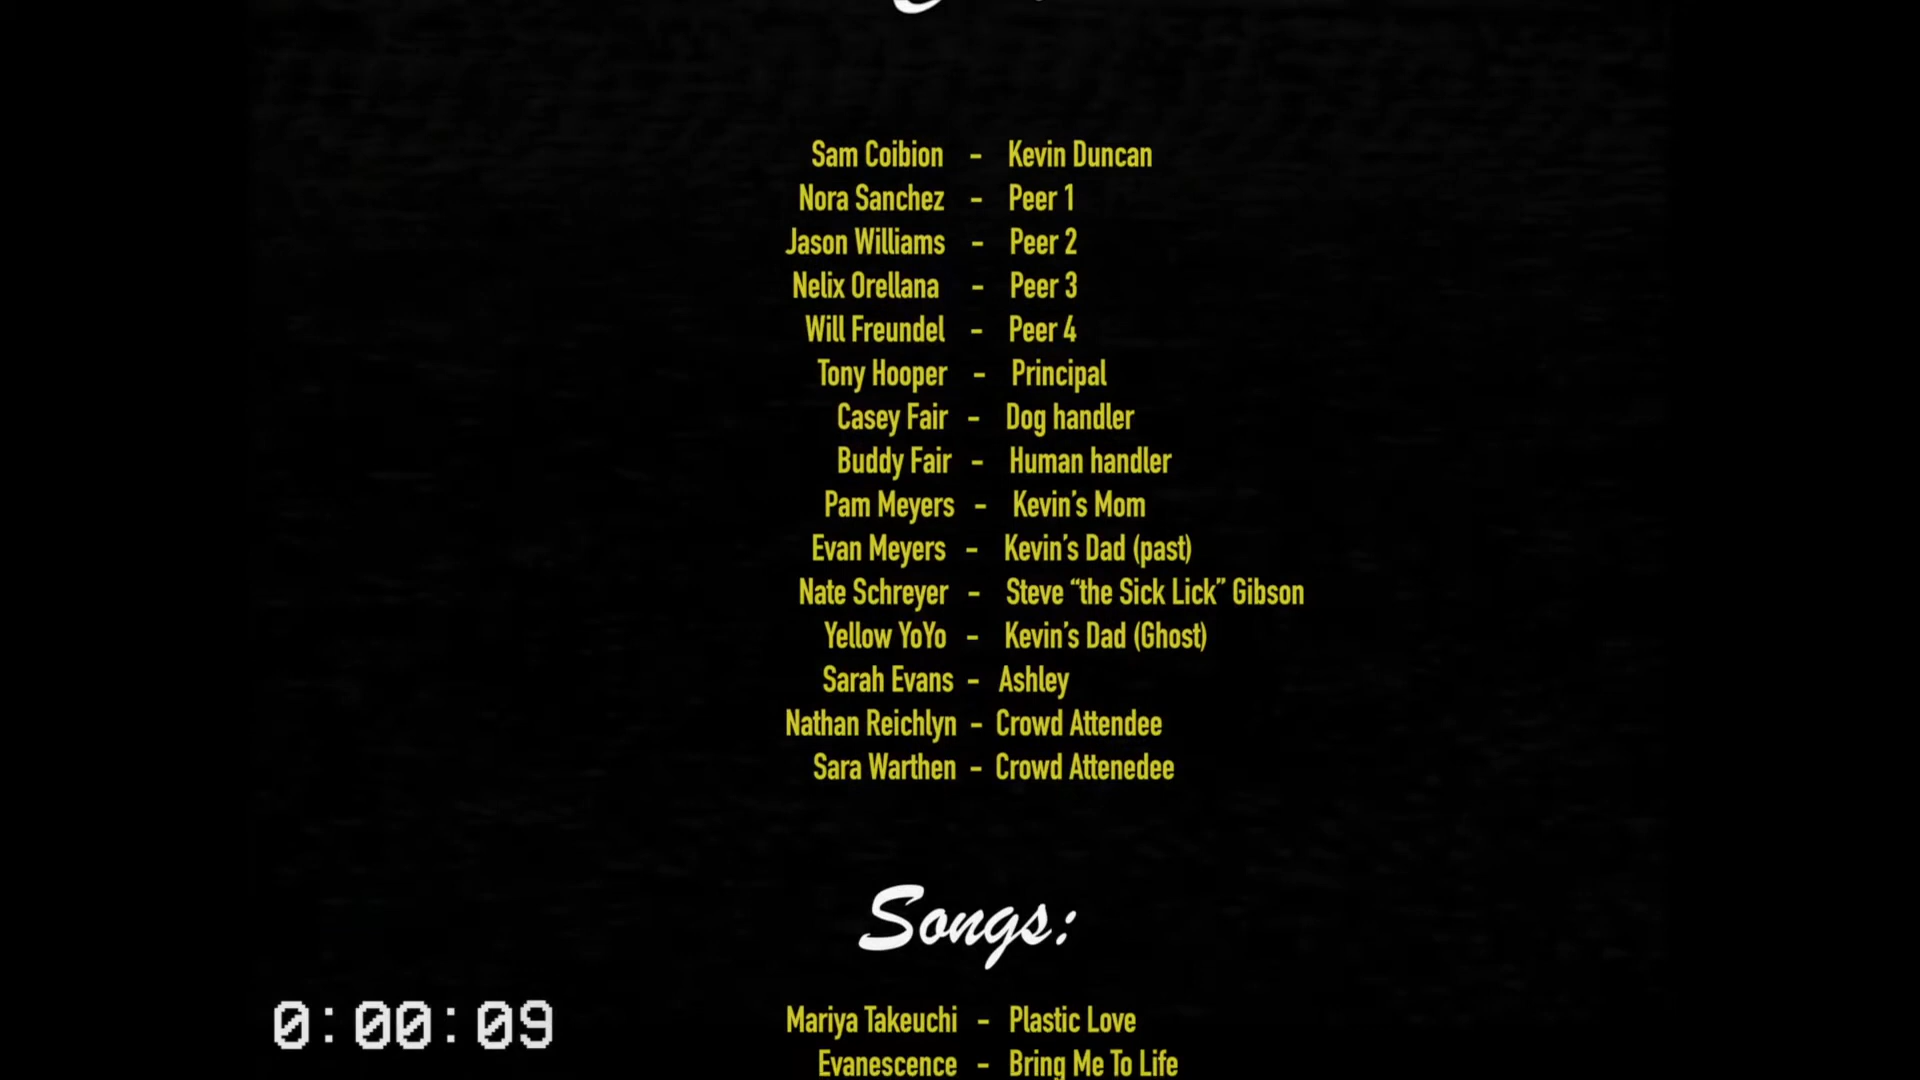 Sam Coibion - Kevin Duncan
Nora Sanchez - Peer 1
Jason Williams - Peer 2
Nelix Orellana - Peer 3
Will Freundel - Peer 4
Tony Hooper - Principal
Casey Fair - Dog handler
Buddy Fair - Human handler
Pam Meyers - Kevin’s Mom
Evan Meyers - Kevin’s Dad (past)
Nate Schreyer - Steve “the Sick Lick” Gibson
Yellow YoYo - Kevin’s Dad (Ghost)
Sarah Evans - Ashley
Nathan Reichlyn - Crowd Attendee
Sara Warthen - Crowd Attenedee
Songs:
Mariya Takeuchi - Plastic Love
Evanescence - Bring Me To Life
0:00:09